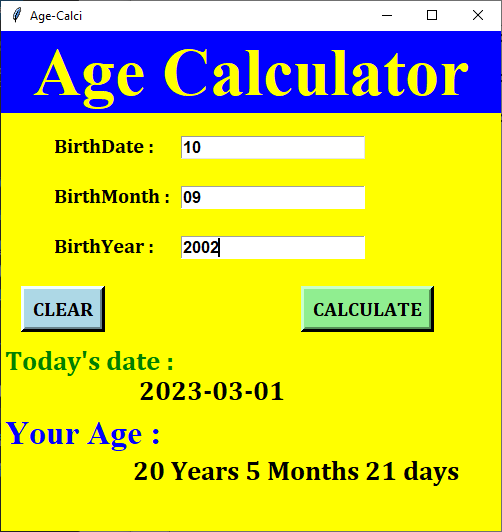 Age-Calci
Age Calculator
BirthDate : 10
BirthMonth : 09
BirthYear : 2002
CLEAR CALCULATE
Today's date :
2023-03-01
Your Age :
20 Years 5 Months 21 days